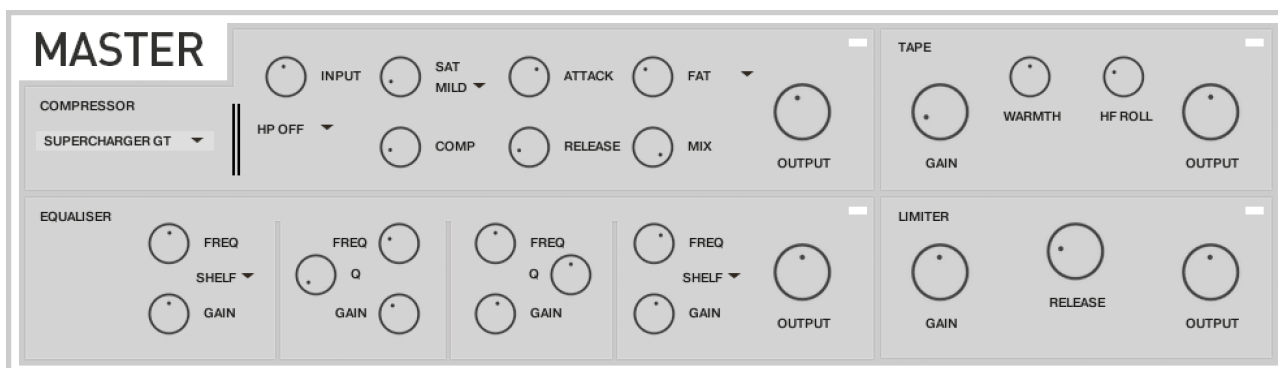 MASTER
COMPRESSOR
SUPERCHARGER GT
INPUT
HP OFF
SAT
MILD
COMP
ATTACK
RELEASE
FAT
MIX
OUTPUT
TAPE
GAIN
WARMTH
HF ROLL
OUTPUT
EQUALISER
FREQ
SHELF
GAIN
FREQ
Q
GAIN
FREQ
Q
GAIN
FREQ
SHELF
GAIN
OUTPUT
LIMITER
GAIN
RELEASE
OUTPUT